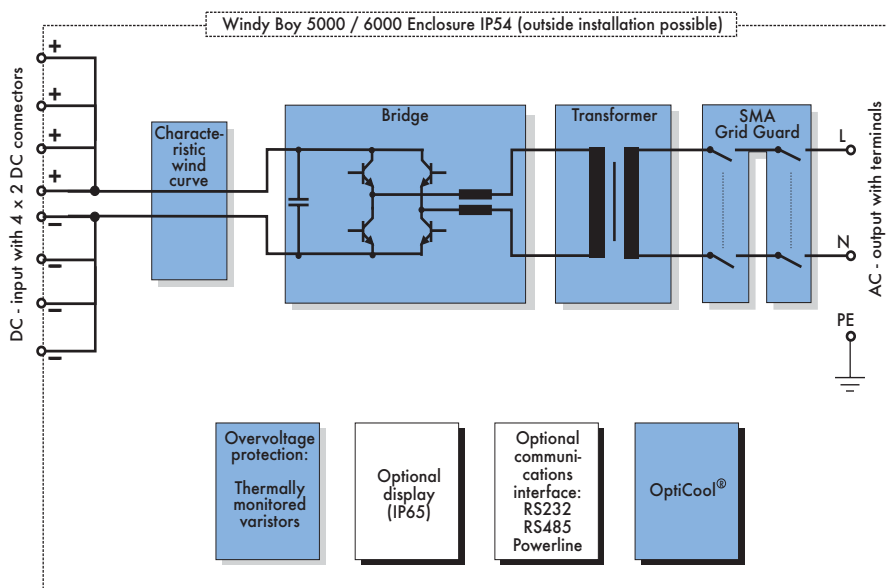 Windy Boy 5000 / 6000 Enclosure IP54 (outside installation possible)
DC - input with 4 x 2 DC connectors
+
+
+
+
–
–
–
–
Characte-
ristic
wind
curve
Bridge
Transformer
SMA
Grid Guard
L
N
PE
AC - output with terminals
Overvoltage
protection:
Thermally
monitored
varistors
Optional
display
(IP65)
Optional
communi-
cations
interface:
RS232
RS485
Powerline
OptiCool®